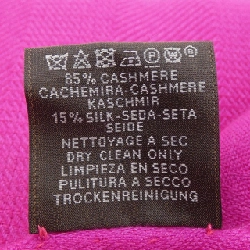 85% CASHMERE
CACHEMIRA-CASHMERE
KASCHMIR
15% SILK-SEDA-SETA
SEIDE
NETTOYAGE A SEC
DRY CLEAN ONLY
LIMPIEZA EN SECO
PULITURA A SECCO
TROCKENREINIGUNG